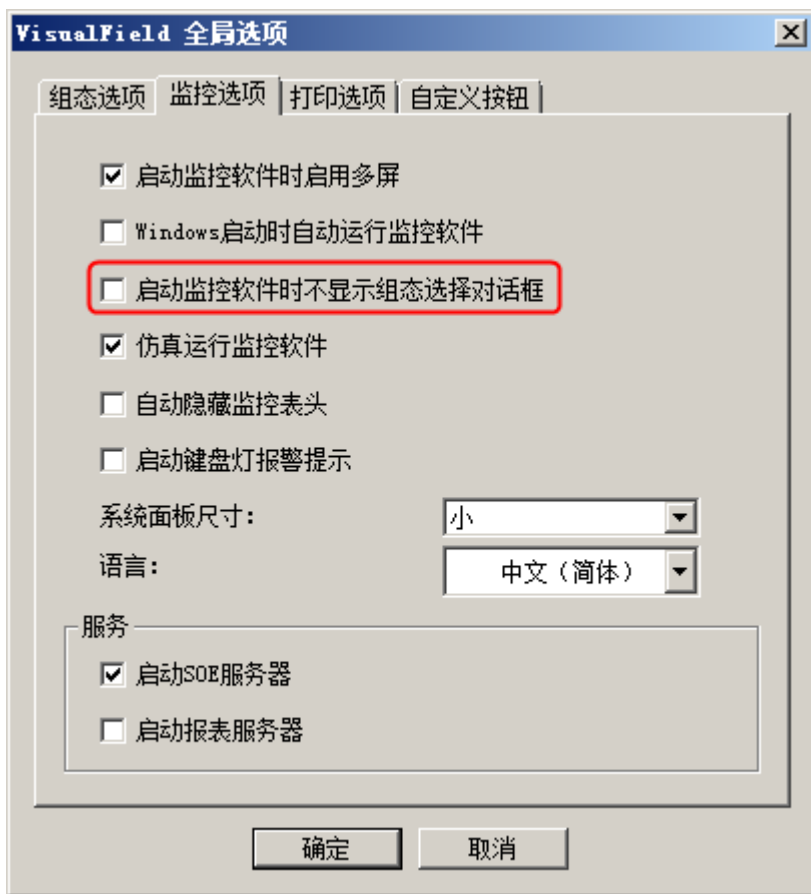 VisualField 全局选项
组态选项 监控选项 打印选项 自定义按钮
启动监控软件时启用多屏
Windows启动时自动运行监控软件
启动监控软件时不显示组态选择对话框
仿真运行监控软件
自动隐藏监控表头
启动键盘灯报警提示
系统面板尺寸: 小
语言: 中文（简体）
服务
启动SOE服务器
启动报表服务器
确定 取消